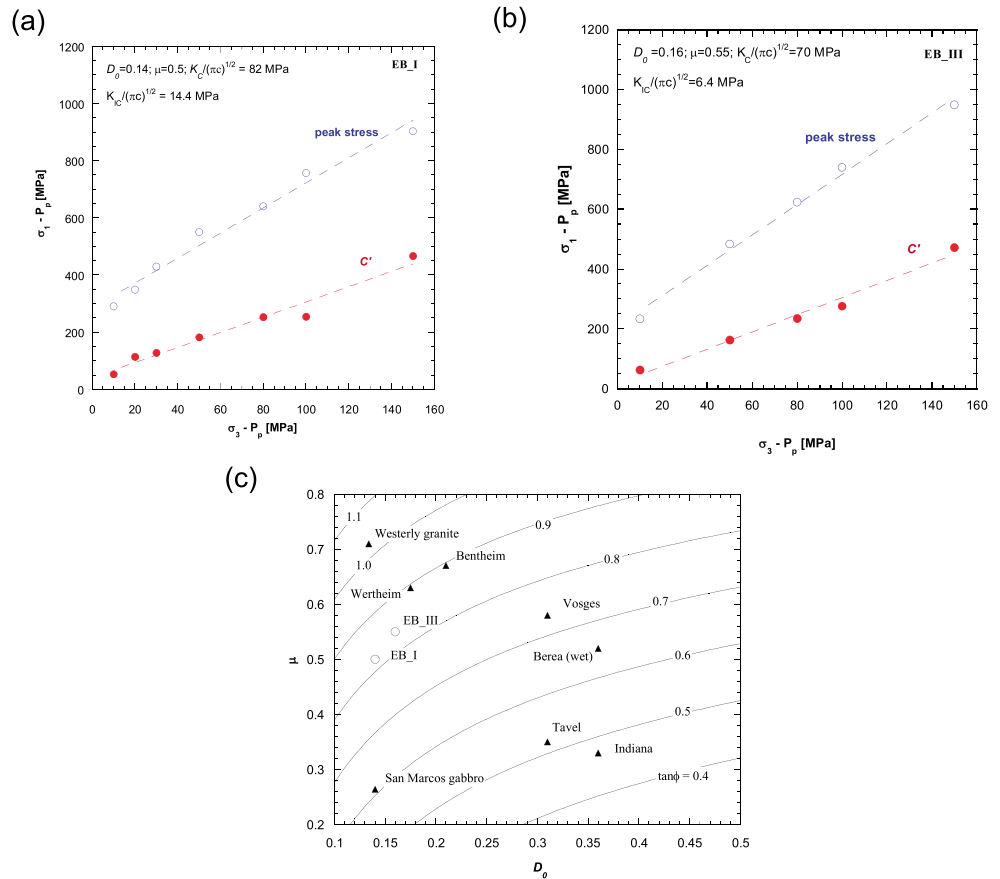 (a)
1200
1000
800
600
400
200
0
0 20 40 60 80 100 120 140 160
σ1 - Pp [MPa]
σ3 - Pp [MPa]
D0=0.14; μ=0.5; KC/(πc)^1/2 = 82 MPa
KIC/(πc)^1/2 = 14.4 MPa
EB_I
peak stress
C'
(b)
1200
1000
800
600
400
200
0
0 20 40 60 80 100 120 140 160
σ1 - Pp [MPa]
σ3 - Pp [MPa]
D0=0.16; μ=0.55; KC/(πc)^1/2=70 MPa
KIC/(πc)^1/2=6.4 MPa
EB_III
peak stress
C'
(c)
0.8
0.7
0.6
0.5
0.4
0.3
0.2
μ
1.1
Westerly granite
1.0
Bentheim
0.9
0.8
Wertheim
EB_III
Vosges
0.7
EB_I
Berea (wet)
0.6
0.5
Tavel
Indiana
San Marcos gabbro
tanϕ = 0.4
0.1 0.15 0.2 0.25 0.3 0.35 0.4 0.45 0.5
D0